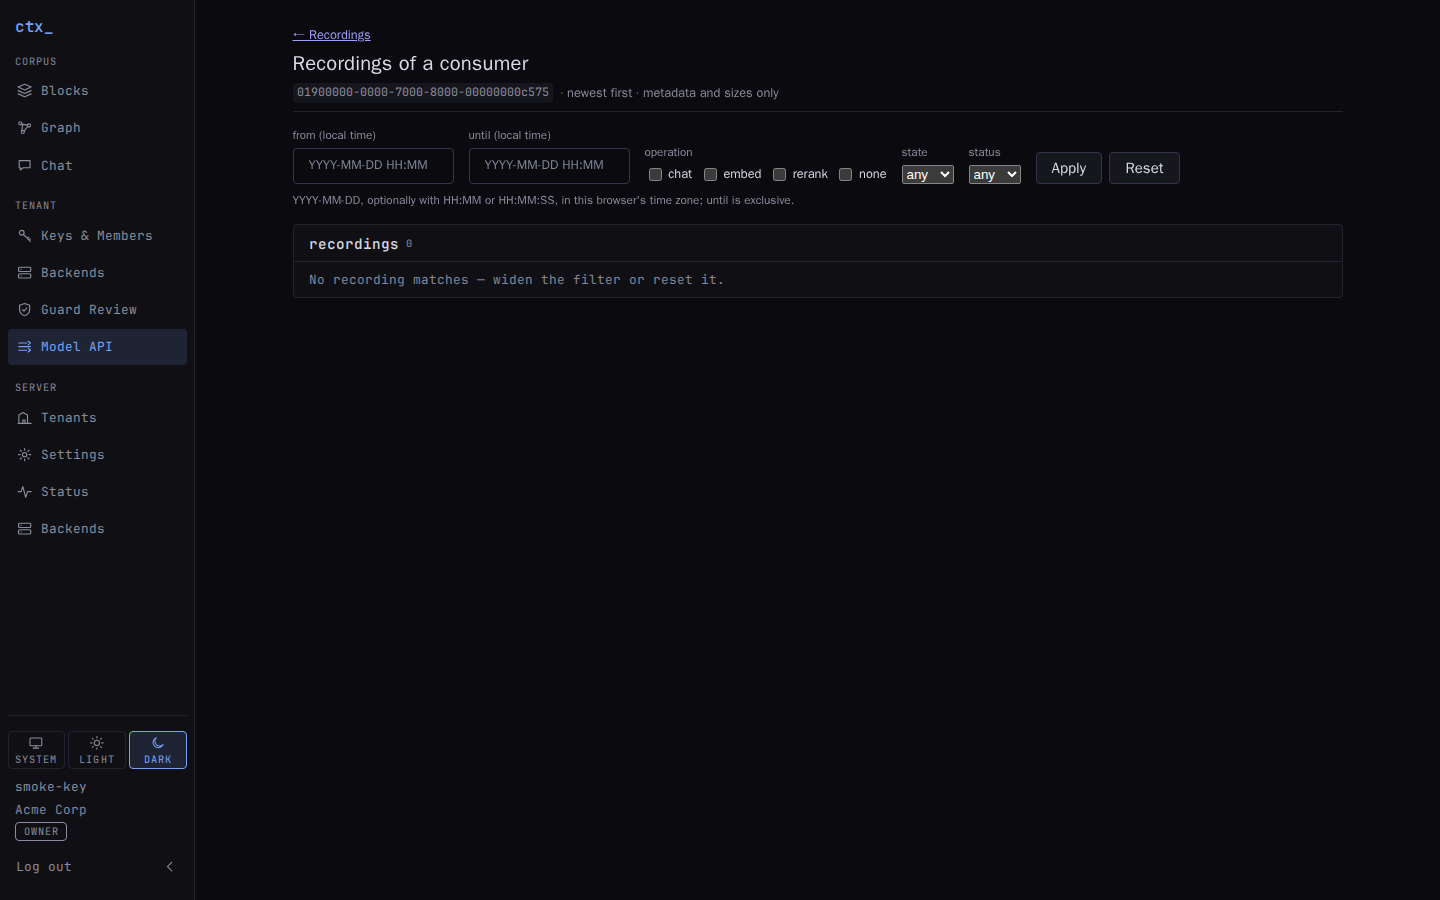 ctx_
CORPUS
Blocks
Graph
Chat
TENANT
Keys & Members
Backends
Guard Review
Model API
SERVER
Tenants
Settings
Status
Backends
SYSTEM LIGHT DARK
smoke-key
Acme Corp
OWNER
Log out
← Recordings
Recordings of a consumer
01900000-0000-7000-8000-00000000c575 · newest first · metadata and sizes only
from (local time) until (local time) operation state status
YYYY-MM-DD HH:MM YYYY-MM-DD HH:MM chat embed rerank none any any Apply Reset
YYYY-MM-DD, optionally with HH:MM or HH:MM:SS, in this browser's time zone; until is exclusive.
recordings 0
No recording matches — widen the filter or reset it.